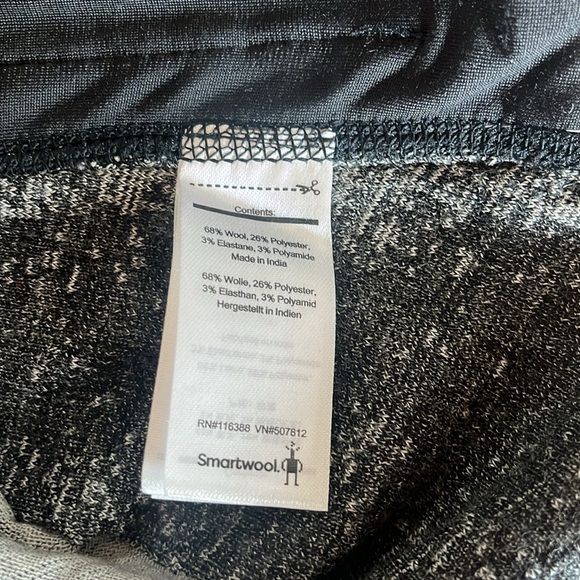 Contents:
68% Wool, 26% Polyester,
3% Elastane, 3% Polyamide
Made in India
68% Wolle, 26% Polyester,
3% Elasthan, 3% Polyamid
Hergestellt in Indien
RN#116388 VN#507812
Smartwool.